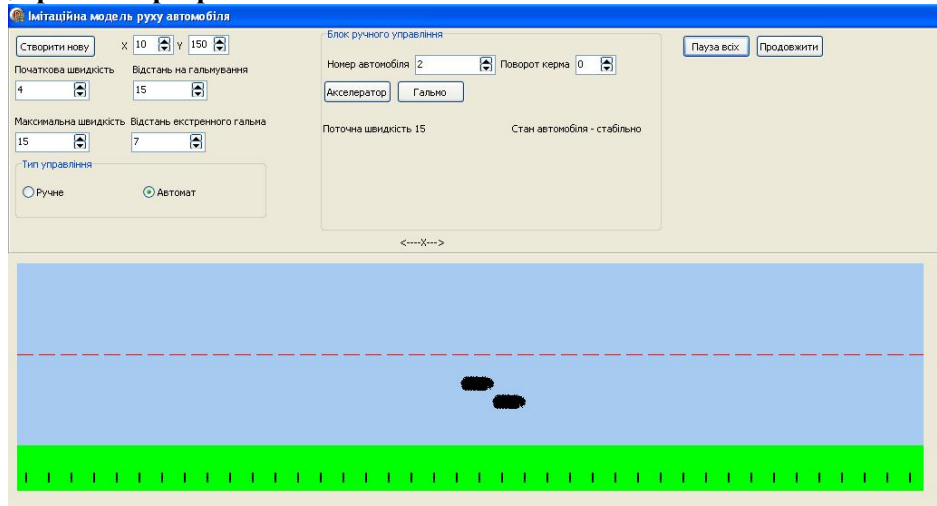 Імітаційна модель руху автомобіля
Створити нову X 10 Y 150
Початкова швидкість Відстань на гальмування
4 15
Максимальна швидкість Відстань екстренного гальма
15 7
Тип управління
Ручне Автомат
Блок ручного управління
Номер автомобіля 2 Поворот керма 0
Акселератор Гальмо
Поточна швидкість 15 Стан автомобіля - стабільно
Пауза всіх Продовжити
<----X--->